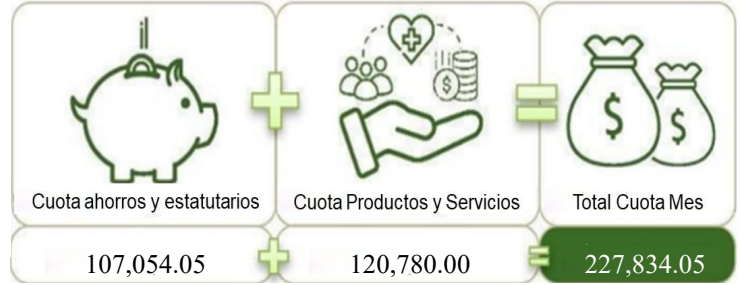 Cuota ahorros y estatutarios
Cuota Productos y Servicios
Total Cuota Mes
107,054.05
120,780.00
227,834.05